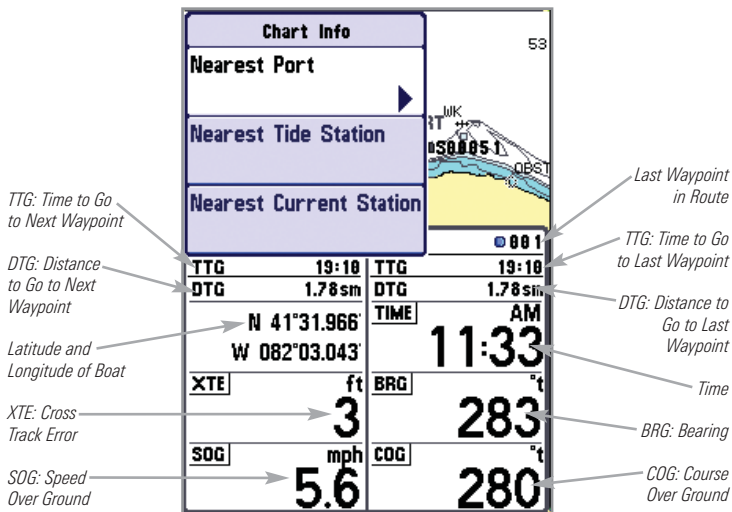 Chart Info
Nearest Port
Nearest Tide Station
Nearest Current Station
53
WK
OBST
001
TTG 19:10 TTG 19:10
DTG 1.78sm DTG 1.78sm
N 41°31.966'
W 082°03.043'
TIME AM
11:33
XTE ft
3
BRG °t
283
SOG mph
5.6
COG °t
280
TTG: Time to Go
to Next Waypoint
DTG: Distance
to Go to Next
Waypoint
Latitude and
Longitude of Boat
XTE: Cross
Track Error
SOG: Speed
Over Ground
Last Waypoint
in Route
TTG: Time to Go
to Last Waypoint
DTG: Distance to
Go to Last
Waypoint
Time
BRG: Bearing
COG: Course
Over Ground